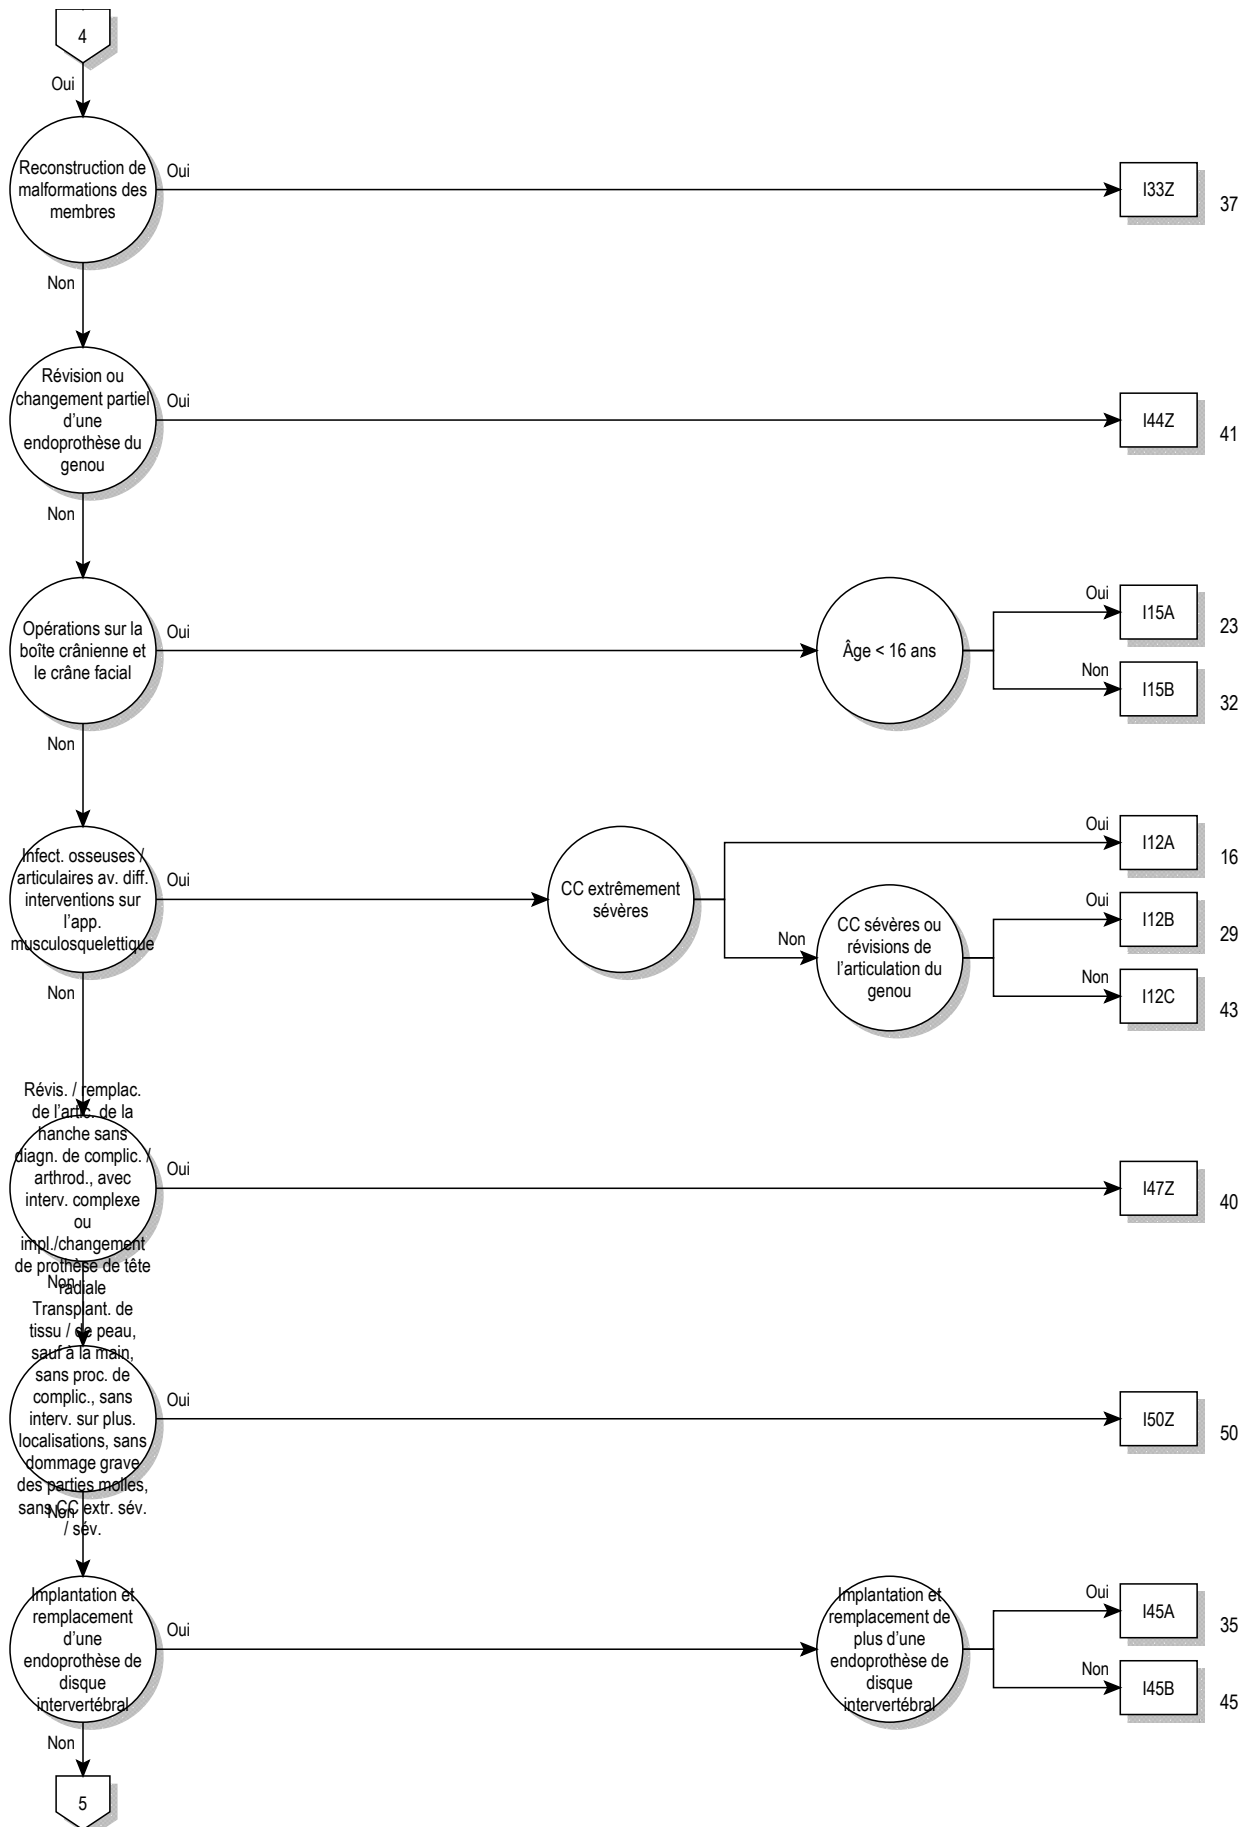 4
Oui
Reconstruction de
malformations des
membres
Oui
I33Z
37
Non
Révision ou
changement partiel
d'une
endoprothèse du
genou
Oui
I44Z
41
Non
Opérations sur la
boîte crânienne et
le crâne facial
Oui
Âge < 16 ans
Oui
I15A
23
Non
I15B
32
Non
Infect. osseuses /
articulaires av. diff.
interventions sur
l'app.
musculosquelettique
Oui
CC extrêmement
sévères
Oui
I12A
16
Non
CC sévères ou
révisions de
l'articulation du
genou
Oui
I12B
29
Non
I12C
43
Non
Révis. / remplac.
de l'artic. de la
hanche sans
diagn. de complic. /
arthrod., avec
interv. complexe
ou
impl./changement
de prothèse de tête
radiale
Oui
I47Z
40
Non
Transplant. de
tissu / de peau,
sauf à la main,
sans proc. de
complic., sans
interv. sur plus.
localisations, sans
dommage grave
des parties molles,
sans CC extr. sév.
/ sév.
Oui
I50Z
50
Non
Implantation et
remplacement
d'une
endoprothèse de
disque
intervertébral
Oui
Implantation et
remplacement de
plus d'une
endoprothèse de
disque
intervertébral
Oui
I45A
35
Non
I45B
45
Non
5